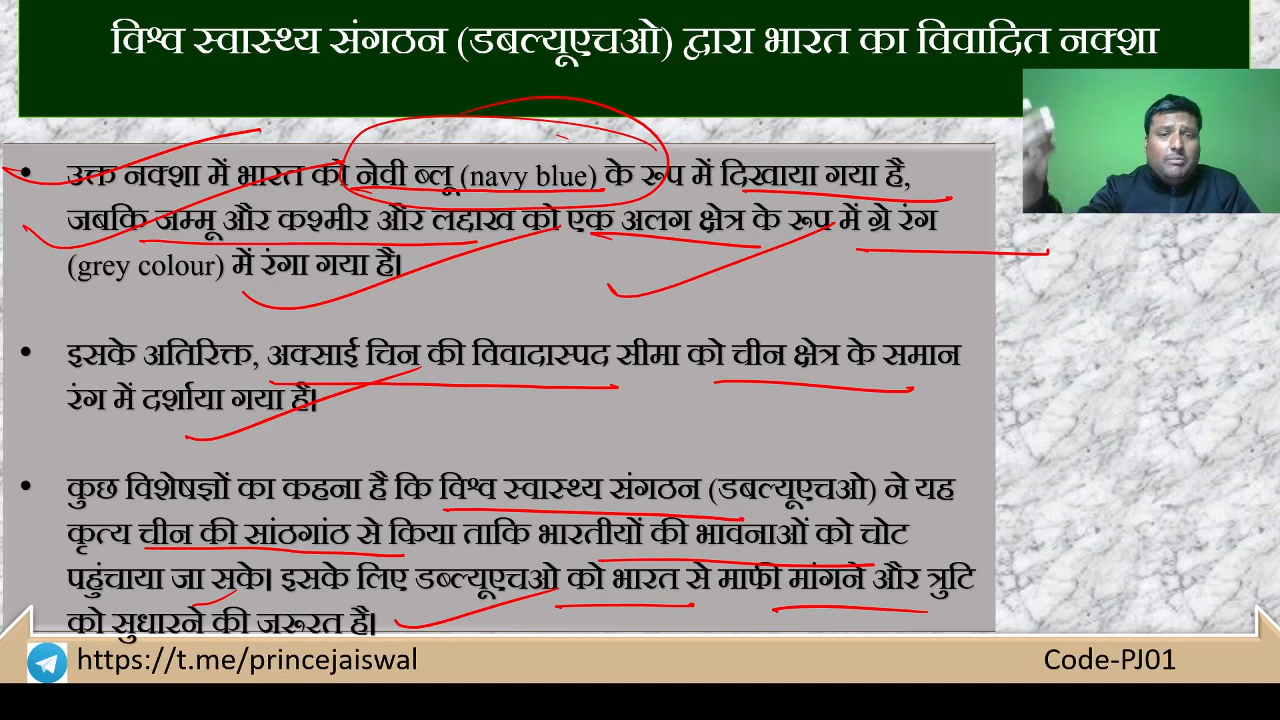 विश्व स्वास्थ्य संगठन (डबल्यूएचओ) द्वारा भारत का विवादित नक्शा
• उक्त नक्शा में भारत को नेवी ब्लू (navy blue) के रूप में दिखाया गया है,
जबकि जम्मू और कश्मीर और लद्दाख को एक अलग क्षेत्र के रूप में ग्रे रंग
(grey colour) में रंगा गया है।
• इसके अतिरिक्त, अक्साई चिन की विवादास्पद सीमा को चीन क्षेत्र के समान
रंग में दर्शाया गया है।
• कुछ विशेषज्ञों का कहना है कि विश्व स्वास्थ्य संगठन (डबल्यूएचओ) ने यह
कृत्य चीन की सांठगांठ से किया ताकि भारतीयों की भावनाओं को चोट
पहुंचाया जा सके। इसके लिए डब्ल्यूएचओ को भारत से माफी मांगने और त्रुटि
को सुधारने की जरूरत है।
https://t.me/princejaiswal
Code-PJ01